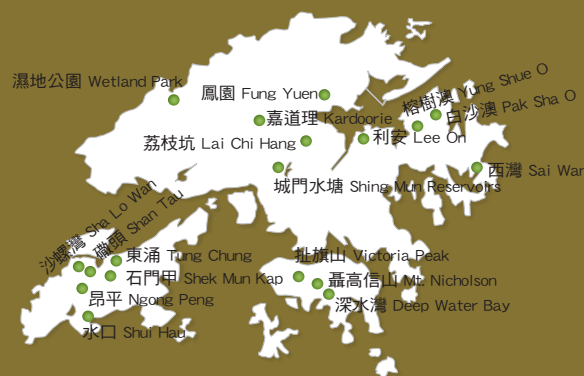 濕地公園 Wetland Park
鳳園 Fung Yuen
嘉道理 Kardoorie
榕樹澳 Yung Shue O
白沙澳 Pak Sha O
荔枝坑 Lai Chi Hang
利安 Lee On
西灣 Sai Wan
城門水塘 Shing Mun Reservoirs
沙螺灣 Sha Lo Wan
磡頭 Shan Tau
東涌 Tung Chung
石門甲 Shek Mun Kap
昂平 Ngong Peng
水口 Shui Hau
扯旗山 Victoria Peak
聶高信山 Mt. Nicholson
深水灣 Deep Water Bay